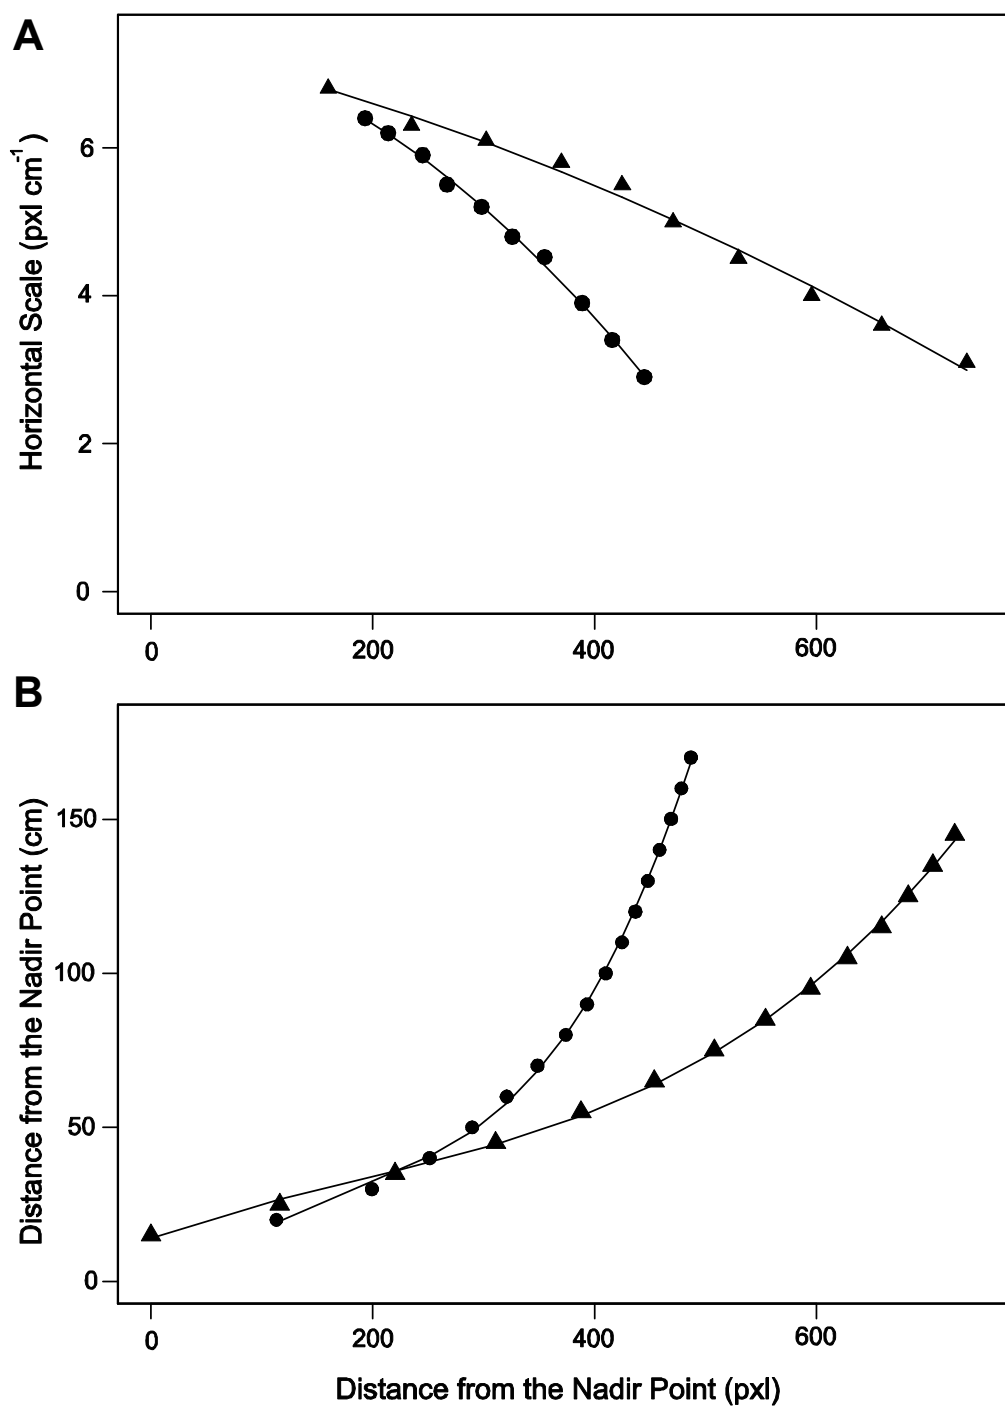 A
Horizontal Scale (pxl cm⁻¹)
6
4
2
0
0 200 400 600
B
Distance from the Nadir Point (cm)
150
100
50
0
0 200 400 600
Distance from the Nadir Point (pxl)